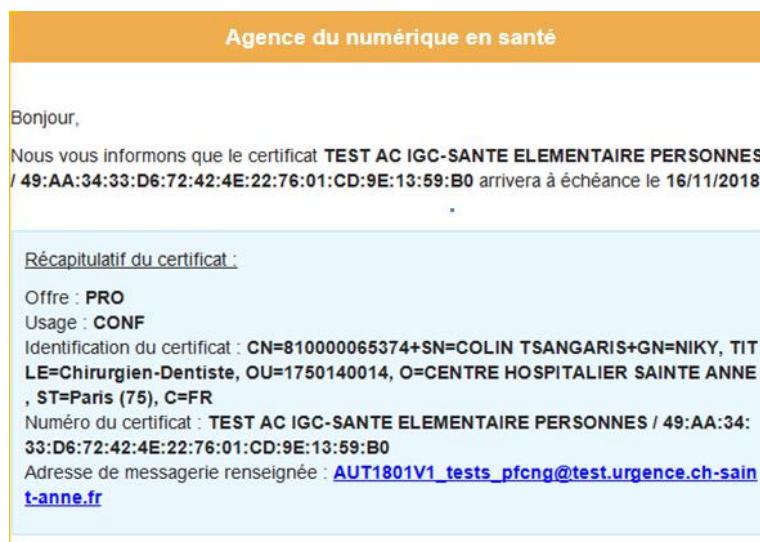 Agence du numérique en santé
Bonjour,
Nous vous informons que le certificat TEST AC IGC-SANTE ELEMENTAIRE PERSONNES
/ 49:AA:34:33:D6:72:42:4E:22:76:01:CD:9E:13:59:B0 arrivera à échéance le 16/11/2018
Récapitulatif du certificat :
Offre : PRO
Usage : CONF
Identification du certificat : CN=810000065374+SN=COLIN TSANGARIS+GN=NIKY, TIT
LE=Chirurgien-Dentiste, OU=1750140014, O=CENTRE HOSPITALIER SAINTE ANNE
, ST=Paris (75), C=FR
Numéro du certificat : TEST AC IGC-SANTE ELEMENTAIRE PERSONNES / 49:AA:34:
33:D6:72:42:4E:22:76:01:CD:9E:13:59:B0
Adresse de messagerie renseignée : AUT1801V1_tests_pfcng@test.urgence.ch-sain
t-anne.fr